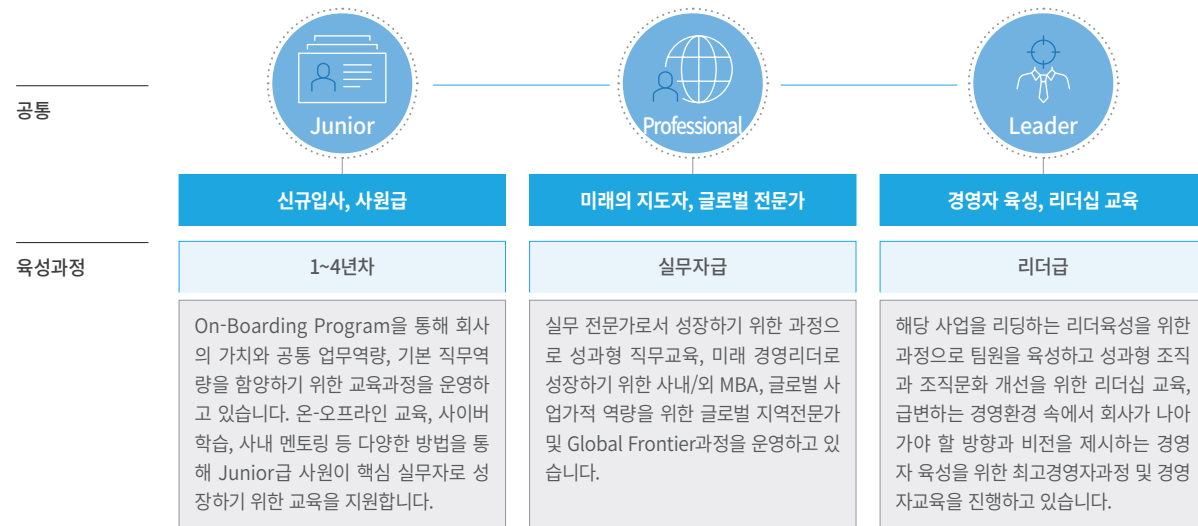 공통
Junior
Professional
Leader
신규입사, 사원급
미래의 지도자, 글로벌 전문가
경영자 육성, 리더십 교육
육성과정
1~4년차
실무자급
리더급
On-Boarding Program을 통해 회사
의 가치와 공통 업무역량, 기본 직무역
량을 함양하기 위한 교육과정을 운영하
고 있습니다. 온-오프라인 교육, 사이버
학습, 사내 멘토링 등 다양한 방법을 통
해 Junior급 사원이 핵심 실무자로 성
장하기 위한 교육을 지원합니다.
실무 전문가로서 성장하기 위한 과정으
로 성과형 직무교육, 미래 경영리더로
성장하기 위한 사내/외 MBA, 글로벌 사
업가적 역량을 위한 글로벌 지역전문가
및 Global Frontier과정을 운영하고 있
습니다.
해당 사업을 리딩하는 리더육성을 위한
과정으로 팀원을 육성하고 성과형 조직
과 조직문화 개선을 위한 리더십 교육,
급변하는 경영환경 속에서 회사가 나아
가야 할 방향과 비전을 제시하는 경영
자 육성을 위한 최고경영자과정 및 경영
자교육을 진행하고 있습니다.